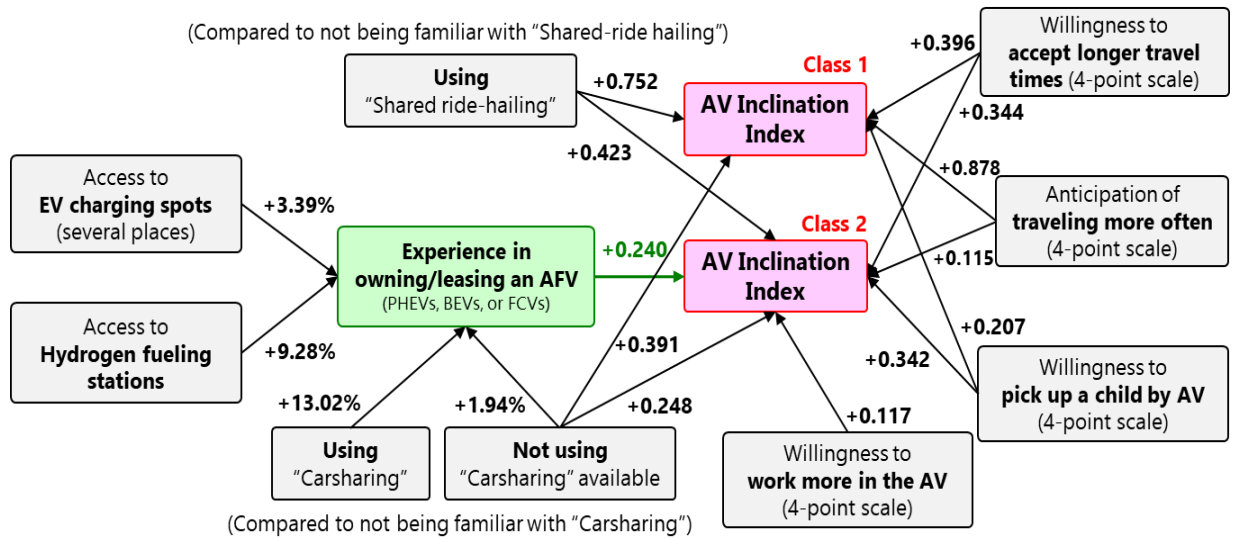 (Compared to not being familiar with “Shared-ride hailing”)
Using
“Shared ride-hailing”
+0.752
+0.423
Class 1
AV Inclination
Index
+0.396
Willingness to
accept longer travel
times (4-point scale)
+0.344
+0.878
Access to
EV charging spots
(several places)
+3.39%
Experience in
owning/leasing an AFV
(PHEVs, BEVs, or FCVs)
+0.240
Class 2
AV Inclination
Index
Anticipation of
traveling more often
(4-point scale)
+0.115
Access to
Hydrogen fueling
stations
+9.28%
+0.391
+0.207
+0.342
Willingness to
pick up a child by AV
(4-point scale)
+13.02%
+1.94%
+0.248
+0.117
Using
“Carsharing”
Not using
“Carsharing” available
Willingness to
work more in the AV
(4-point scale)
(Compared to not being familiar with “Carsharing”)